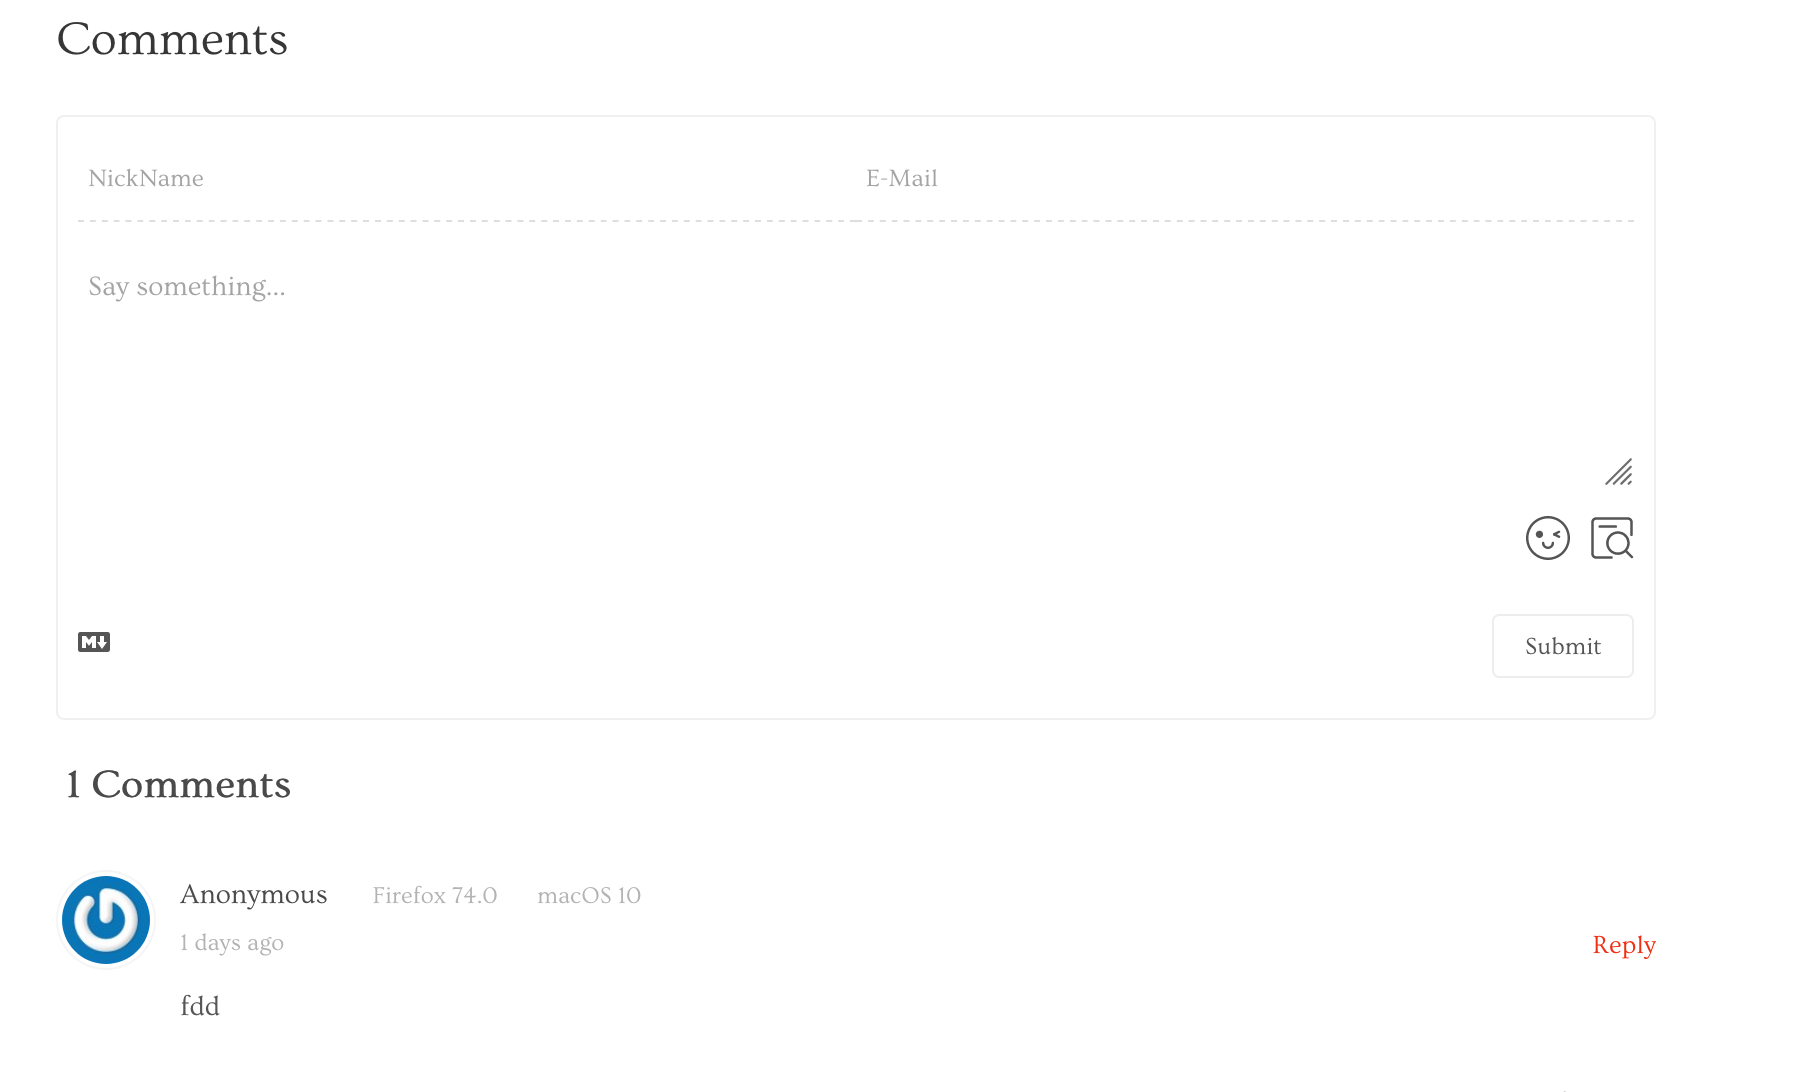 Comments
NickName E-Mail
Say something...
M
Submit
1 Comments
Anonymous Firefox 74.0 macOS 10
1 days ago
Reply
fdd